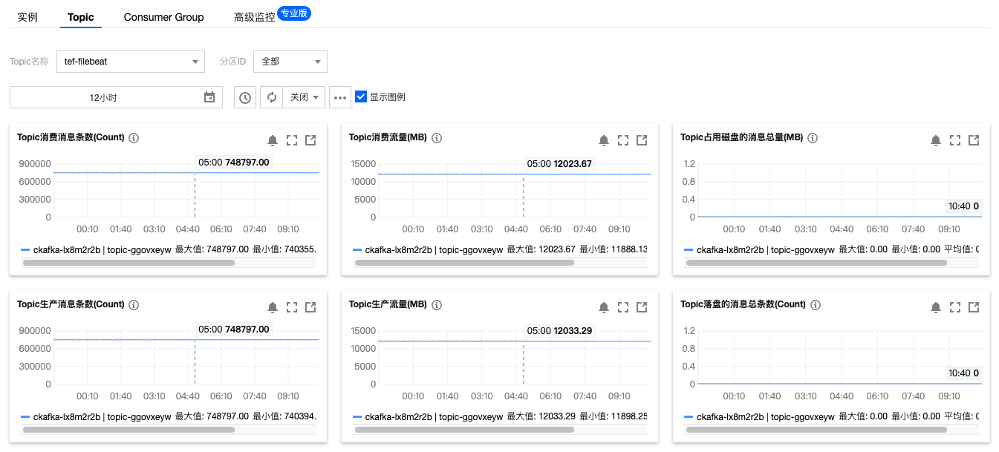 实例 Topic Consumer Group 高级监控 专业版
Topic名称 tef-filebeat 分区ID 全部
12小时 关闭 显示图例
Topic消费消息条数(Count)
05:00 748797.00
900000
600000
300000
0
00:10 01:40 03:10 04:40 06:10 07:40 09:10
ckafka-lx8m2r2b | topic-ggovxeyw 最大值: 748797.00 最小值: 740355.
Topic消费流量(MB)
05:00 12023.67
15000
10000
5000
0
00:10 01:40 03:10 04:40 06:10 07:40 09:10
ckafka-lx8m2r2b | topic-ggovxeyw 最大值: 12023.67 最小值: 11888.13
Topic占用磁盘的消息总量(MB)
1.2
0.8
0.4
0
10:40 0
00:10 01:40 03:10 04:40 06:10 07:40 09:10
ckafka-lx8m2r2b | topic-ggovxeyw 最大值: 0.00 最小值: 0.00 平均值:
Topic生产消息条数(Count)
05:00 748797.00
900000
600000
300000
0
00:10 01:40 03:10 04:40 06:10 07:40 09:10
ckafka-lx8m2r2b | topic-ggovxeyw 最大值: 748797.00 最小值: 740394.
Topic生产流量(MB)
05:00 12033.29
15000
10000
5000
0
00:10 01:40 03:10 04:40 06:10 07:40 09:10
ckafka-lx8m2r2b | topic-ggovxeyw 最大值: 12033.29 最小值: 11898.25
Topic落盘的消息总条数(Count)
1.2
0.8
0.4
0
10:40 0
00:10 01:40 03:10 04:40 06:10 07:40 09:10
ckafka-lx8m2r2b | topic-ggovxeyw 最大值: 0.00 最小值: 0.00 平均值: